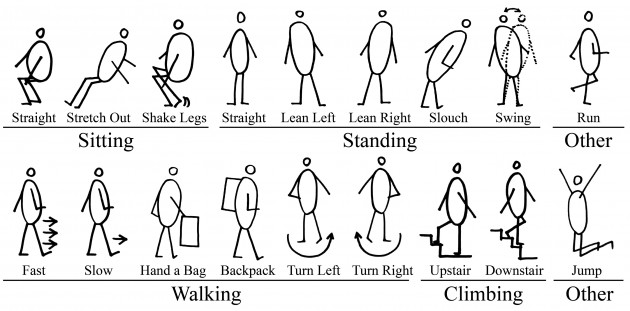 Straight Stretch Out Shake Legs Straight Lean Left Lean Right Slouch Swing Run
Sitting Standing Other
Fast Slow Hand a Bag Backpack Turn Left Turn Right Upstair Downstair Jump
Walking Climbing Other